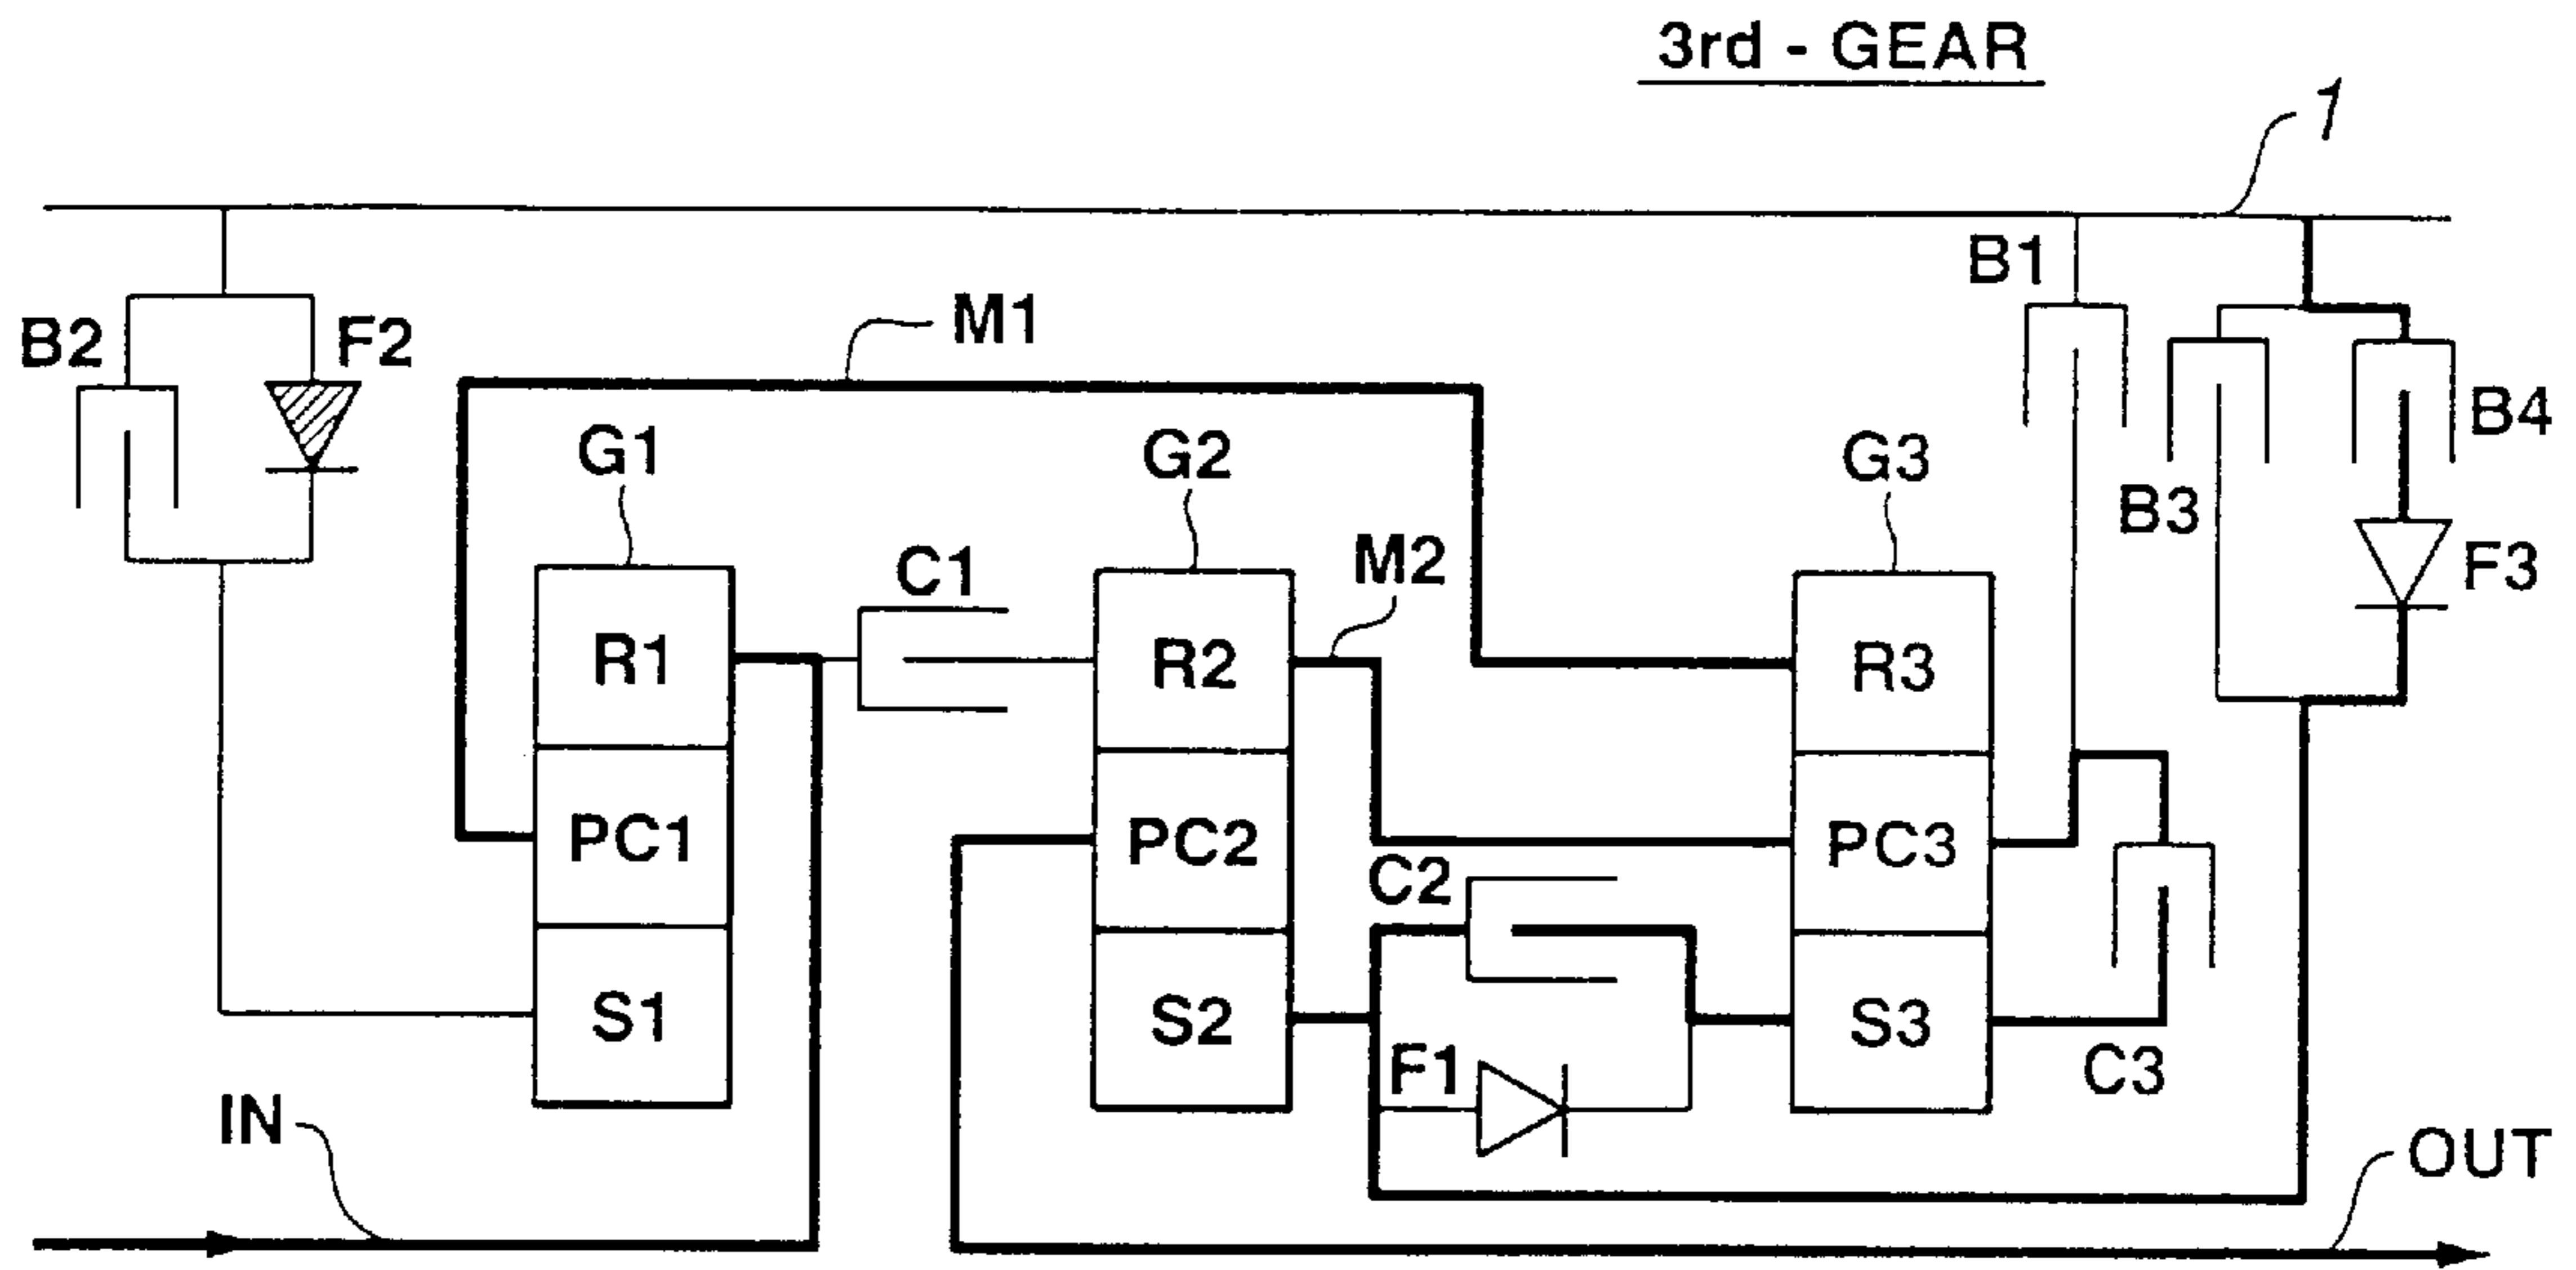 3rd - GEAR
1
B1
M1
B2
F2
B4
G1
G2
G3
B3
C1
M2
F3
R1
R2
R3
PC1
PC2
PC3
C2
S1
S2
S3
F1
C3
IN
OUT